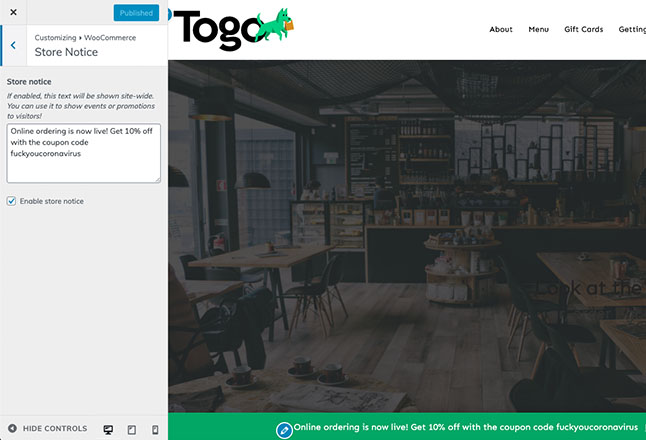 Published
Customizing ▸ WooCommerce
Store Notice
Store notice
If enabled, this text will be shown site-wide.
You can use it to show events or promotions
to visitors!
Online ordering is now live! Get 10% off
with the coupon code
fuckyoucoronavirus
Enable store notice
HIDE CONTROLS
Togo
About Menu Gift Cards Getting
Look at the
Online ordering is now live! Get 10% off with the coupon code fuckyoucoronavirus